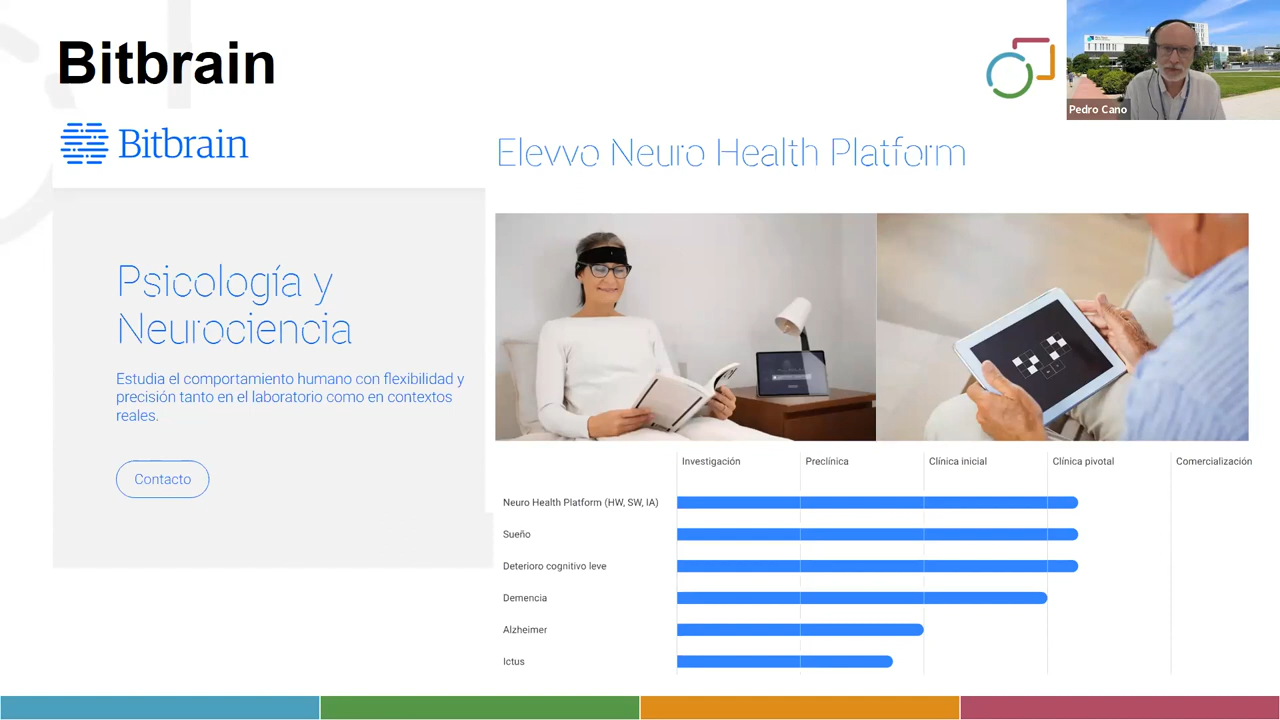 Bitbrain
Pedro Cano
Bitbrain
Elevvo Neuro Health Platform
Psicología y
Neurociencia
Estudia el comportamiento humano con flexibilidad y
precisión tanto en el laboratorio como en contextos
reales.
Contacto
Investigación
Preclínica
Clínica inicial
Clínica pivotal
Comercialización
Neuro Health Platform (HW, SW, IA)
Sueño
Deterioro cognitivo leve
Demencia
Alzheimer
Ictus